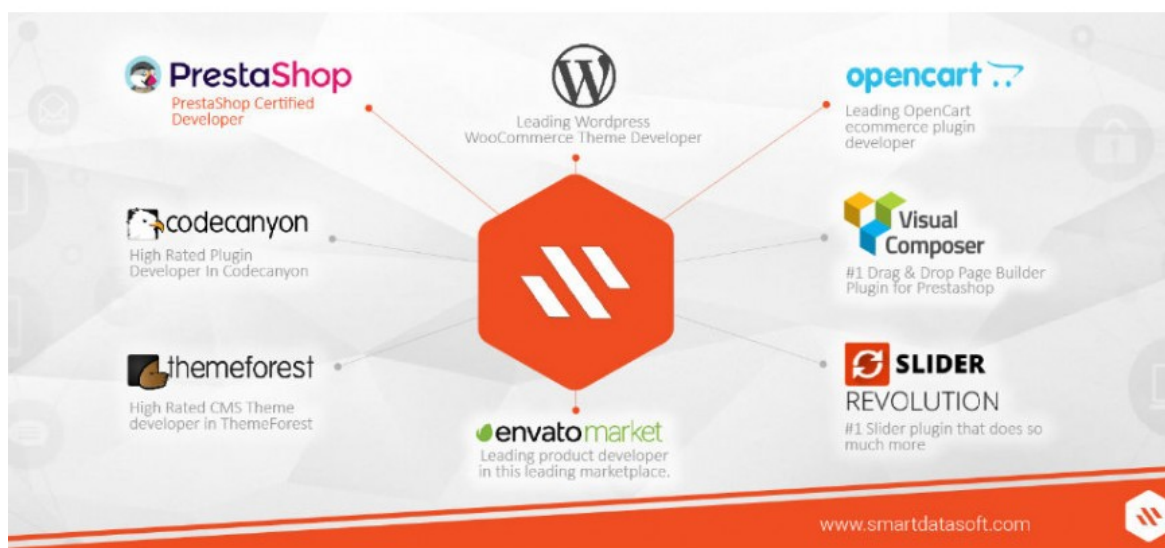 PrestaShop
PrestaShop Certified
Developer
Leading Wordpress
WooCommerce Theme Developer
opencart
Leading OpenCart
ecommerce plugin
developer
codecanyon
High Rated Plugin
Developer In Codecanyon
Visual
Composer
#1 Drag & Drop Page Builder
Plugin for Prestashop
themeforest
High Rated CMS Theme
developer in ThemeForest
SLIDER
REVOLUTION
#1 Slider plugin that does so
much more
envatomarket
Leading product developer
in this leading marketplace.
www.smartdatasoft.com